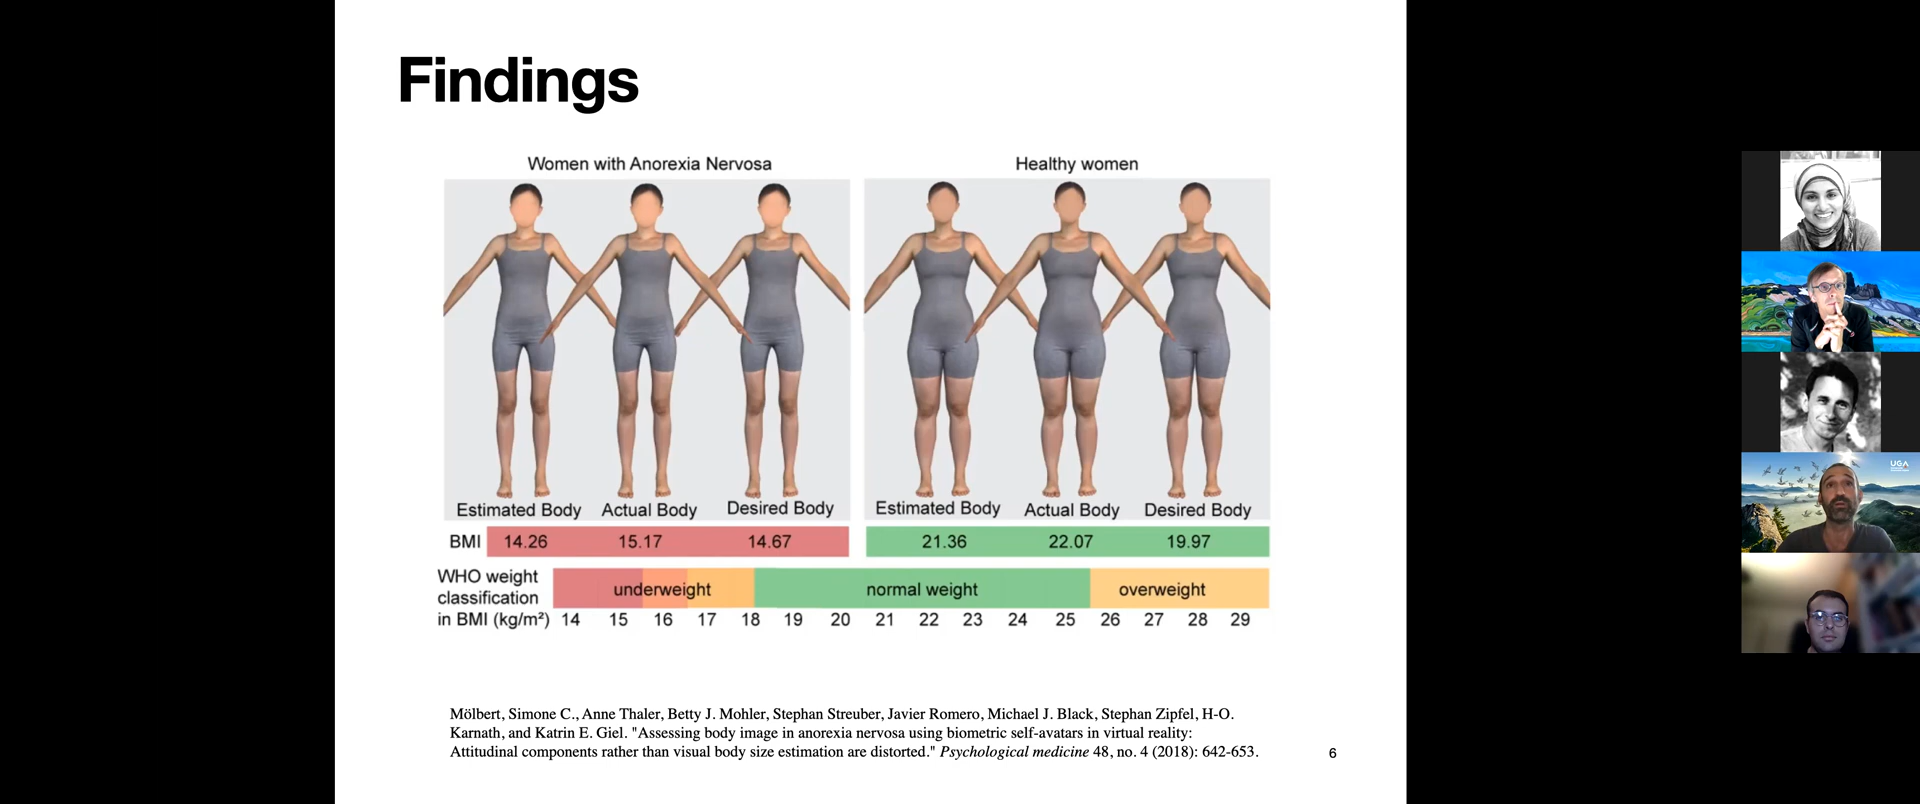 Findings
Women with Anorexia Nervosa
Healthy women
Estimated Body Actual Body Desired Body
Estimated Body Actual Body Desired Body
BMI 14.26 15.17 14.67
21.36 22.07 19.97
WHO weight
classification
in BMI (kg/m²)
underweight normal weight overweight
14 15 16 17 18 19 20 21 22 23 24 25 26 27 28 29
Mölbert, Simone C., Anne Thaler, Betty J. Mohler, Stephan Streuber, Javier Romero, Michael J. Black, Stephan Zipfel, H-O.
Karnath, and Katrin E. Giel. "Assessing body image in anorexia nervosa using biometric self-avatars in virtual reality:
Attitudinal components rather than visual body size estimation are distorted." Psychological medicine 48, no. 4 (2018): 642-653.
6
UGA